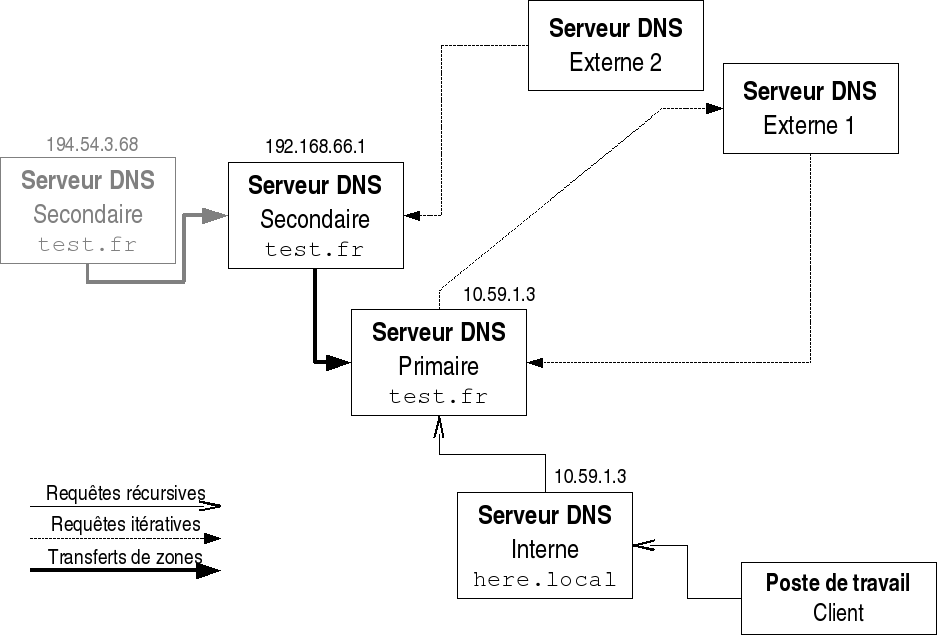 Serveur DNS
Externe 2
Serveur DNS
Externe 1
194.54.3.68
Serveur DNS
Secondaire
test.fr
192.168.66.1
Serveur DNS
Secondaire
test.fr
10.59.1.3
Serveur DNS
Primaire
test.fr
10.59.1.3
Serveur DNS
Interne
here.local
Poste de travail
Client
Requêtes récursives
Requêtes itératives
Transferts de zones